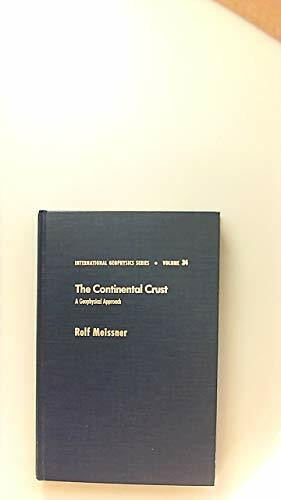 INTERNATIONAL GEOPHYSICS SERIES • VOLUME 34
The Continental Crust
A Geophysical Approach
Rolf Meissner